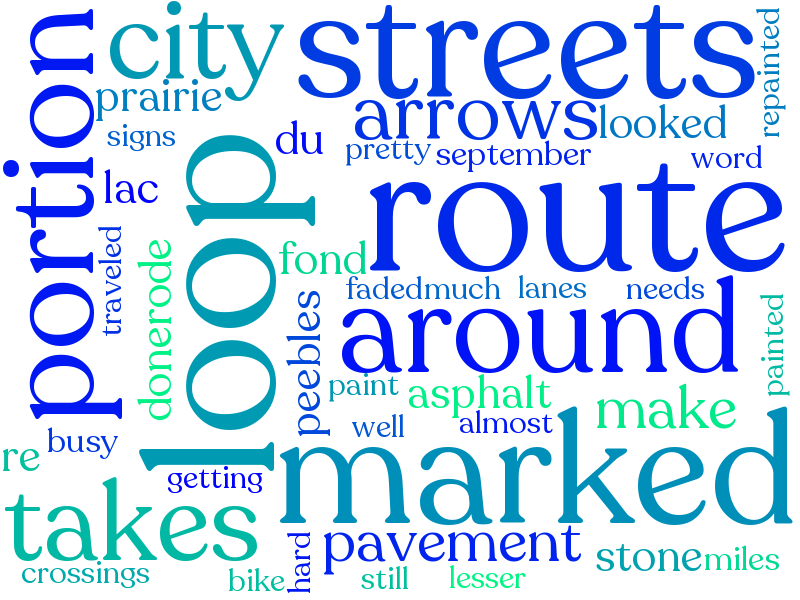 city
streets
repainted
portion
prairie
arrows
looked
signs
du
pretty
september
word
lac
loop
route
traveled
donerode
fond
fadedmuch
lanes
needs
peebles
around
painted
paint
asphalt
make
busy
well
almost
re
getting
marked
takes
hard
pavement
stone
miles
crossings
bike
still
lesser